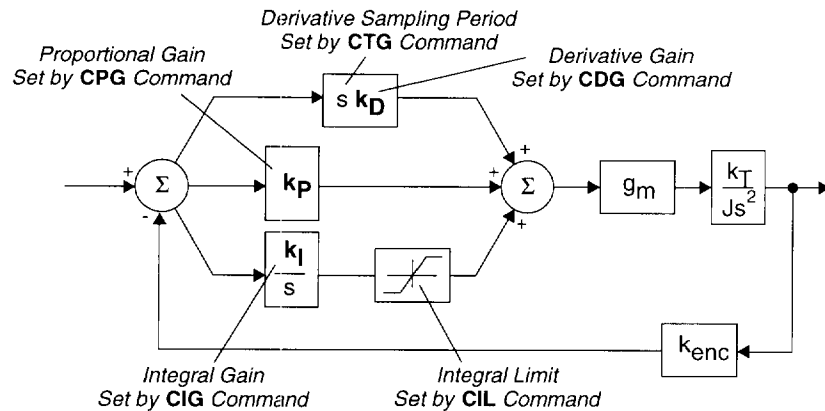 Derivative Sampling Period
Set by CTG Command
Proportional Gain
Set by CPG Command
Derivative Gain
Set by CDG Command
s kD
+
+
+
+
-
Σ
kP
Σ
gm
kT
Js2
kI
s
kenc
Integral Gain
Set by CIG Command
Integral Limit
Set by CIL Command